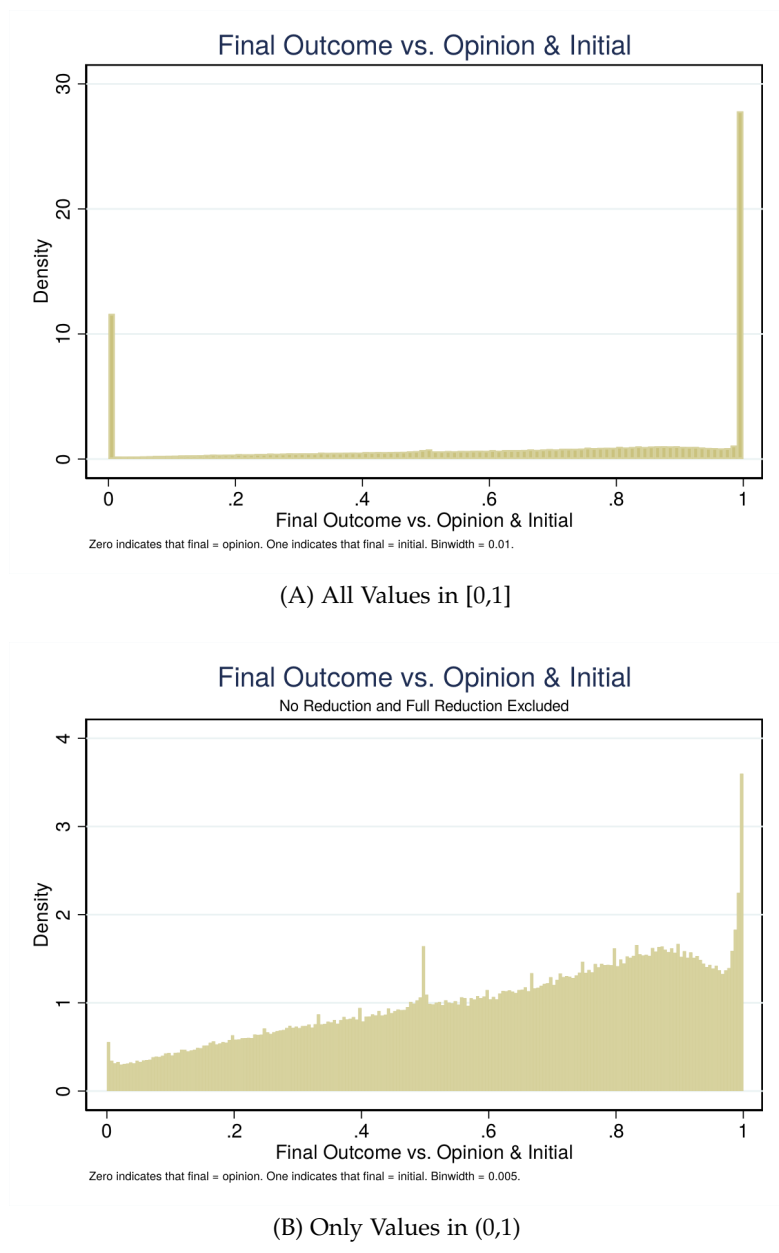 Final Outcome vs. Opinion & Initial
30
20
10
0
Density
0 .2 .4 .6 .8 1
Final Outcome vs. Opinion & Initial
Zero indicates that final = opinion. One indicates that final = initial. Binwidth = 0.01.
(A) All Values in [0,1]
Final Outcome vs. Opinion & Initial
No Reduction and Full Reduction Excluded
4
3
2
1
0
Density
0 .2 .4 .6 .8 1
Final Outcome vs. Opinion & Initial
Zero indicates that final = opinion. One indicates that final = initial. Binwidth = 0.005.
(B) Only Values in (0,1)